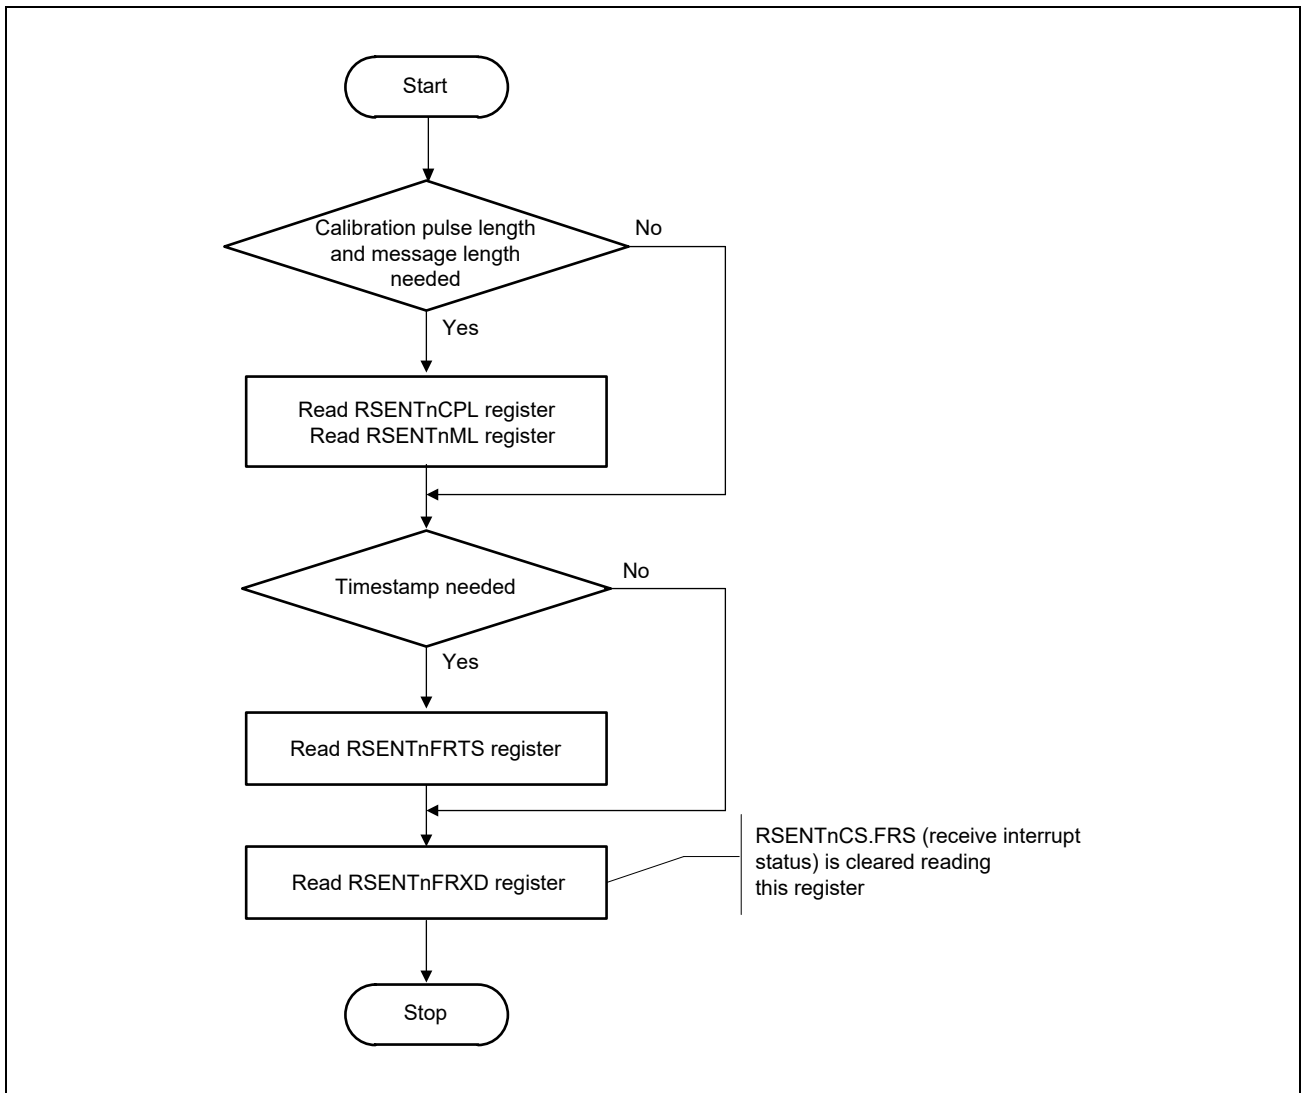 Start
Calibration pulse length
and message length
needed
No
Yes
Read RSENTnCPL register
Read RSENTnML register
Timestamp needed
No
Yes
Read RSENTnFRTS register
RSENTnCS.FRS (receive interrupt
status) is cleared reading
this register
Read RSENTnFRXD register
Stop